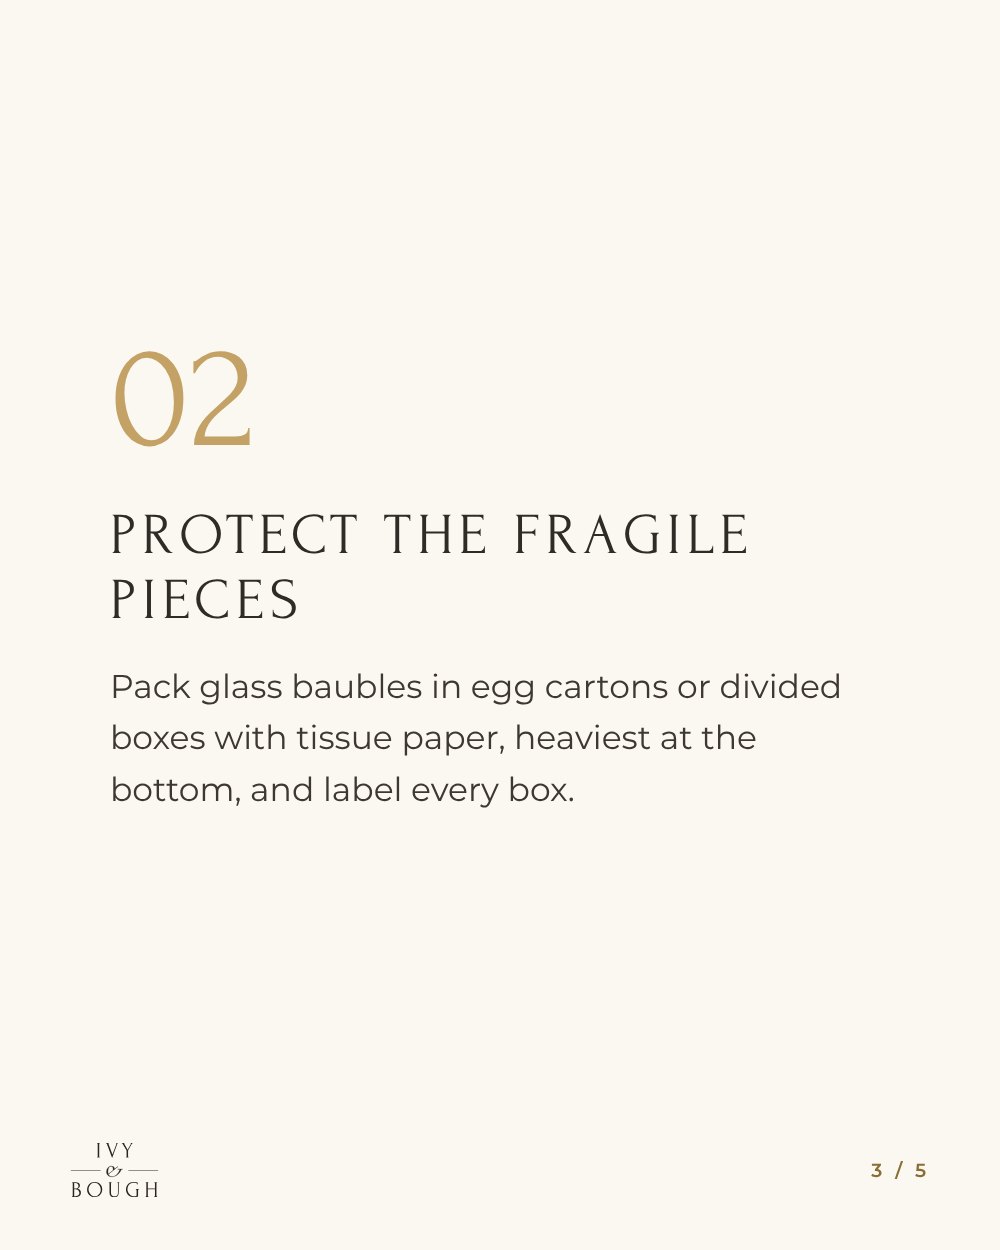 02
PROTECT THE FRAGILE
PIECES
Pack glass baubles in egg cartons or divided
boxes with tissue paper, heaviest at the
bottom, and label every box.
IVY
&
BOUGH
3 / 5